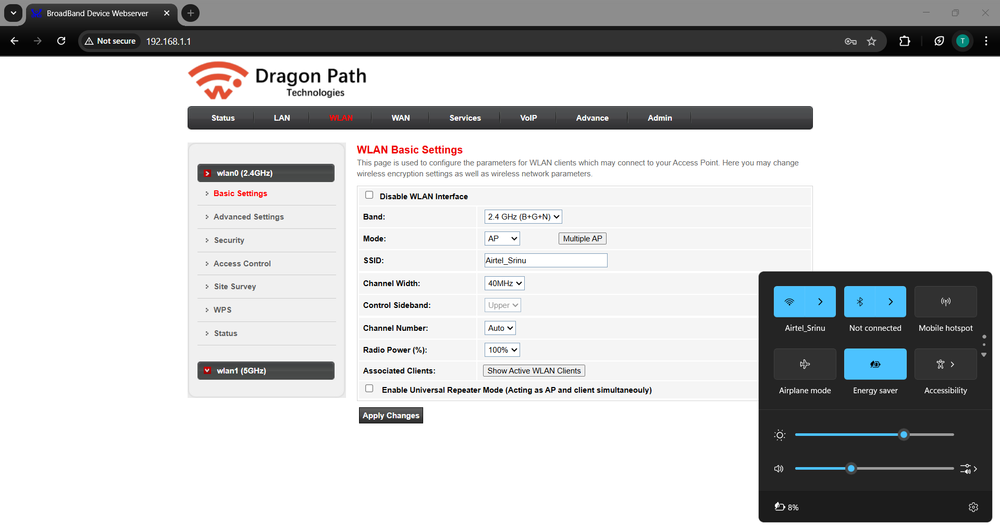 BroadBand Device Webserver
Not secure 192.168.1.1
T
Dragon Path
Technologies
Status LAN WLAN WAN Services VoIP Advance Admin
wlan0 (2.4GHz)
Basic Settings
Advanced Settings
Security
Access Control
Site Survey
WPS
Status
wlan1 (5GHz)
WLAN Basic Settings
This page is used to configure the parameters for WLAN clients which may connect to your Access Point. Here you may change
wireless encryption settings as well as wireless network parameters.
Disable WLAN Interface
Band: 2.4 GHz (B+G+N)
Mode: AP Multiple AP
SSID: Airtel_Srinu
Channel Width: 40MHz
Control Sideband: Upper
Channel Number: Auto
Radio Power (%): 100%
Associated Clients: Show Active WLAN Clients
Enable Universal Repeater Mode (Acting as AP and client simultaneouly)
Apply Changes
Airtel_Srinu Not connected Mobile hotspot
Airplane mode Energy saver Accessibility
8%